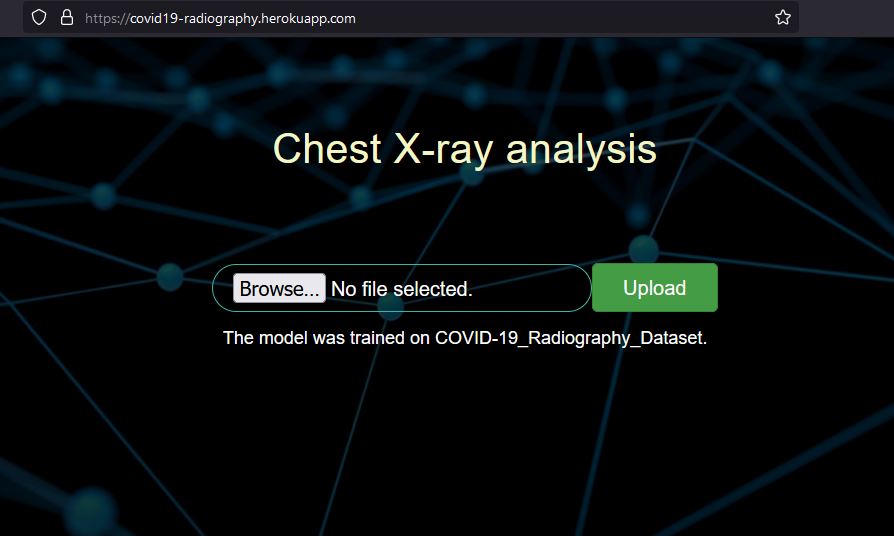 https://covid19-radiography.herokuapp.com
Chest X-ray analysis
Browse... No file selected. Upload
The model was trained on COVID-19_Radiography_Dataset.